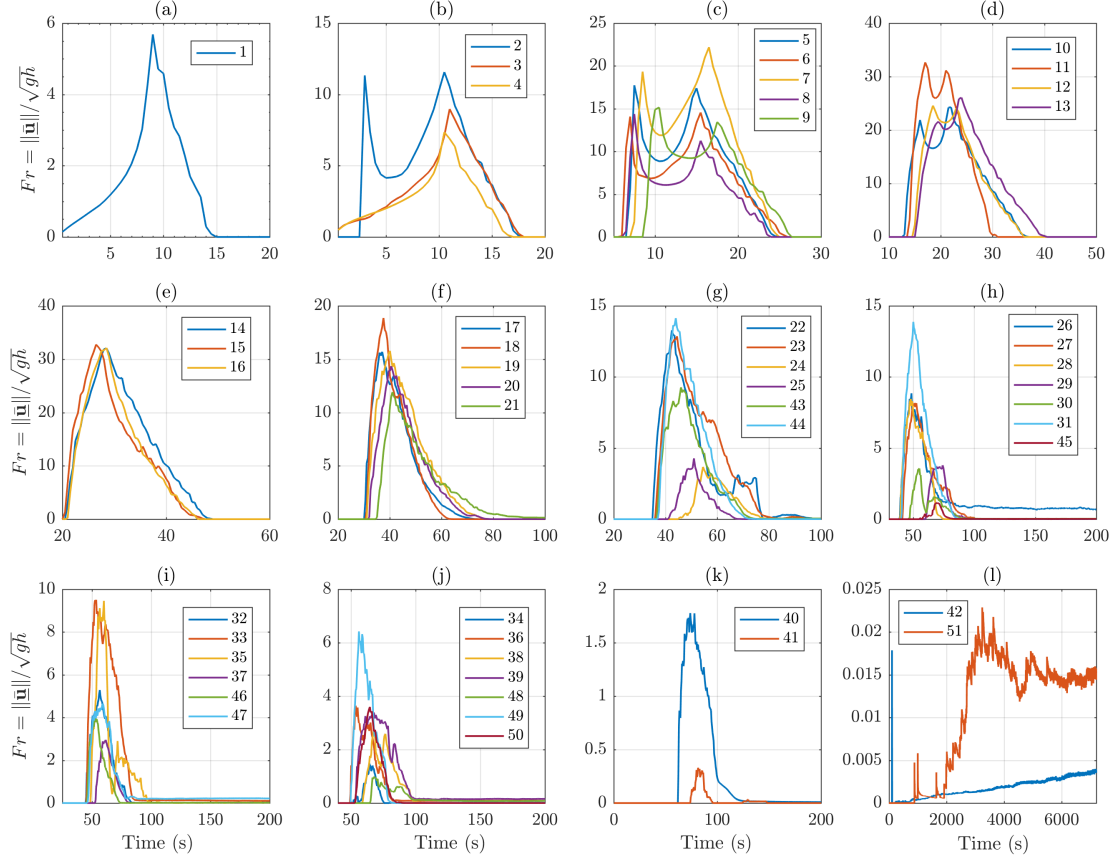 (a) (b) (c) (d)
Fr = ||ū||/√gh
6 4 2 0
5 10 15 20
1
15 10 5 0
5 10 15 20
2
3
4
25 20 15 10 5 0
10 20 30
5
6
7
8
9
40 30 20 10 0
10 20 30 40 50
10
11
12
13
(e) (f) (g) (h)
Fr = ||ū||/√gh
40 30 20 10 0
20 40 60
14
15
16
20 15 10 5 0
20 40 60 80 100
17
18
19
20
21
15 10 5 0
20 40 60 80 100
22
23
24
25
43
44
15 10 5 0
50 100 150 200
26
27
28
29
30
31
45
(i) (j) (k) (l)
Fr = ||ū||/√gh
10 8 6 4 2 0
50 100 150 200
Time (s)
32
33
35
37
46
47
8 6 4 2 0
50 100 150 200
Time (s)
34
36
38
39
48
49
50
2 1.5 1 0.5 0
0 100 200
Time (s)
40
41
0.025 0.02 0.015 0.01 0.005 0
0 2000 4000 6000
Time (s)
42
51